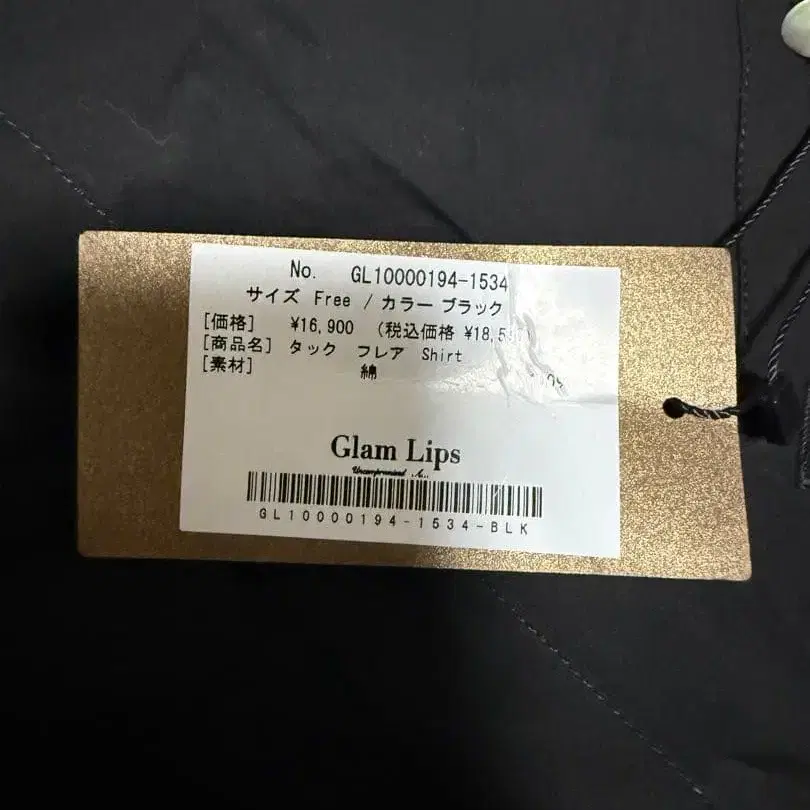 No. GL10000194-1534
サイズ Free / カラー ブラック
[価格] ¥16,900 (税込価格
[商品名] タック フレア Shirt
[素材] 綿
Glam Lips
Uncompromised
GL10000194-1534-BLK